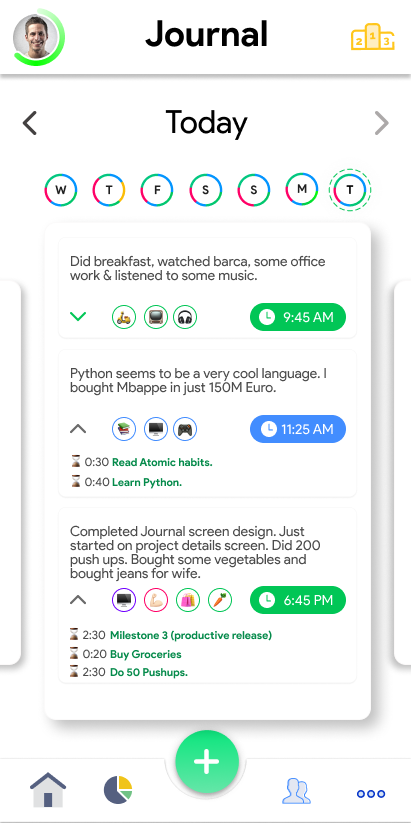 Journal
2 1 3
Today
W T F S S M T
Did breakfast, watched barca, some office
work & listened to some music.
9:45 AM
Python seems to be a very cool language. I
bought Mbappe in just 150M Euro.
11:25 AM
0:30 Read Atomic habits.
0:40 Learn Python.
Completed Journal screen design. Just
started on project details screen. Did 200
push ups. Bought some vegetables and
bought jeans for wife.
6:45 PM
2:30 Milestone 3 (productive release)
0:20 Buy Groceries
2:30 Do 50 Pushups.